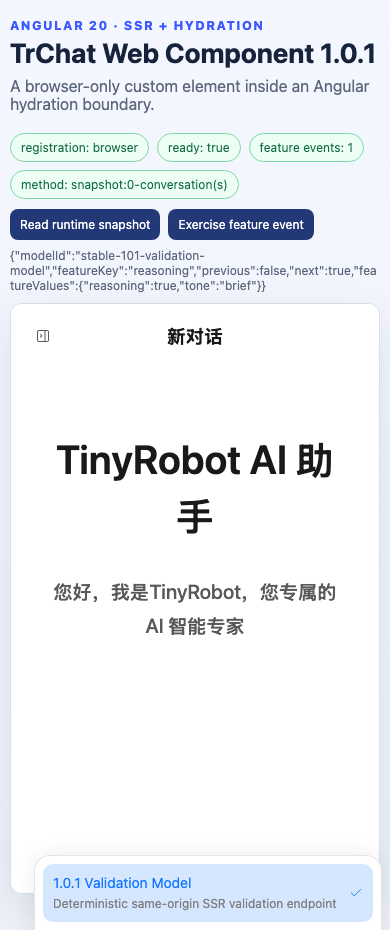 ANGULAR 20 · SSR + HYDRATION
TrChat Web Component 1.0.1
A browser-only custom element inside an Angular
hydration boundary.
registration: browser
ready: true
feature events: 1
method: snapshot:0-conversation(s)
Read runtime snapshot
Exercise feature event
{"modelId":"stable-101-validation-
model","featureKey":"reasoning","previous":false,"next":true,"fea
tureValues":{"reasoning":true,"tone":"brief"}}
新对话
TinyRobot AI 助
手
您好，我是TinyRobot，您专属的
AI 智能专家
1.0.1 Validation Model
Deterministic same-origin SSR validation endpoint